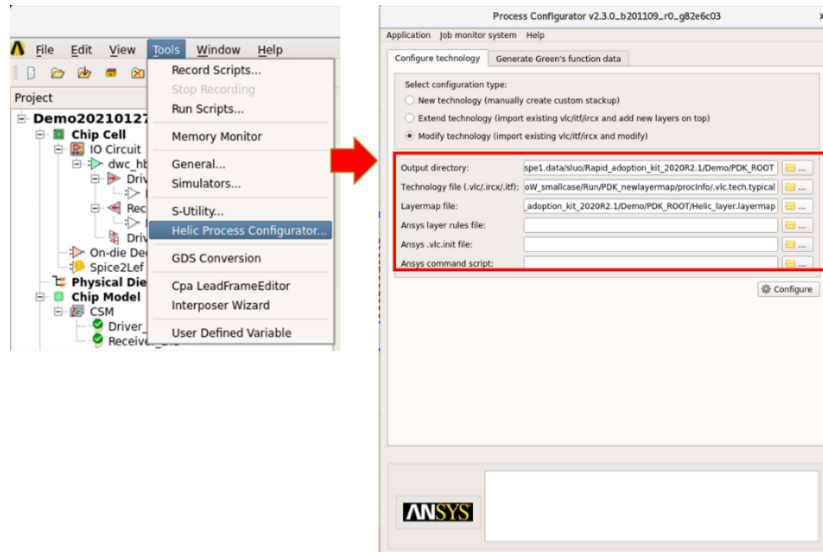 File Edit View Tools Window Help
Project
Demo20210127
Chip Cell
IO Circuit
dwc_hb
Driv
Rec
Driv
On-die De
Spice2Lef
Physical Die
Chip Model
CSM
Driver_
Receive
Record Scripts...
Stop Recording
Run Scripts...
Memory Monitor
General...
Simulators...
S-Utility...
Helic Process Configurator...
GDS Conversion
Cpa LeadFrameEditor
Interposer Wizard
User Defined Variable
Process Configurator v2.3.0_b201109_r0_g82e6c03
Application Job monitor system Help
Configure technology Generate Green's function data
Select configuration type:
New technology (manually create custom stackup)
Extend technology (import existing vlc/itf/ircx and add new layers on top)
Modify technology (import existing vlc/itf/ircx and modify)
Output directory: spe1.data/sluo/Rapid_adoption_kit_2020R2.1/Demo/PDK_ROOT ...
Technology file (.vlc/.ircx/.itf): oW_smallcase/Run/PDK_newlayermap/procInfo/.vlc.tech.typical ...
Layermap file: _adoption_kit_2020R2.1/Demo/PDK_ROOT/Helic_layer.layermap ...
Ansys layer rules file: ...
Ansys .vlc.init file: ...
Ansys command script: ...
Configure
ANSYS